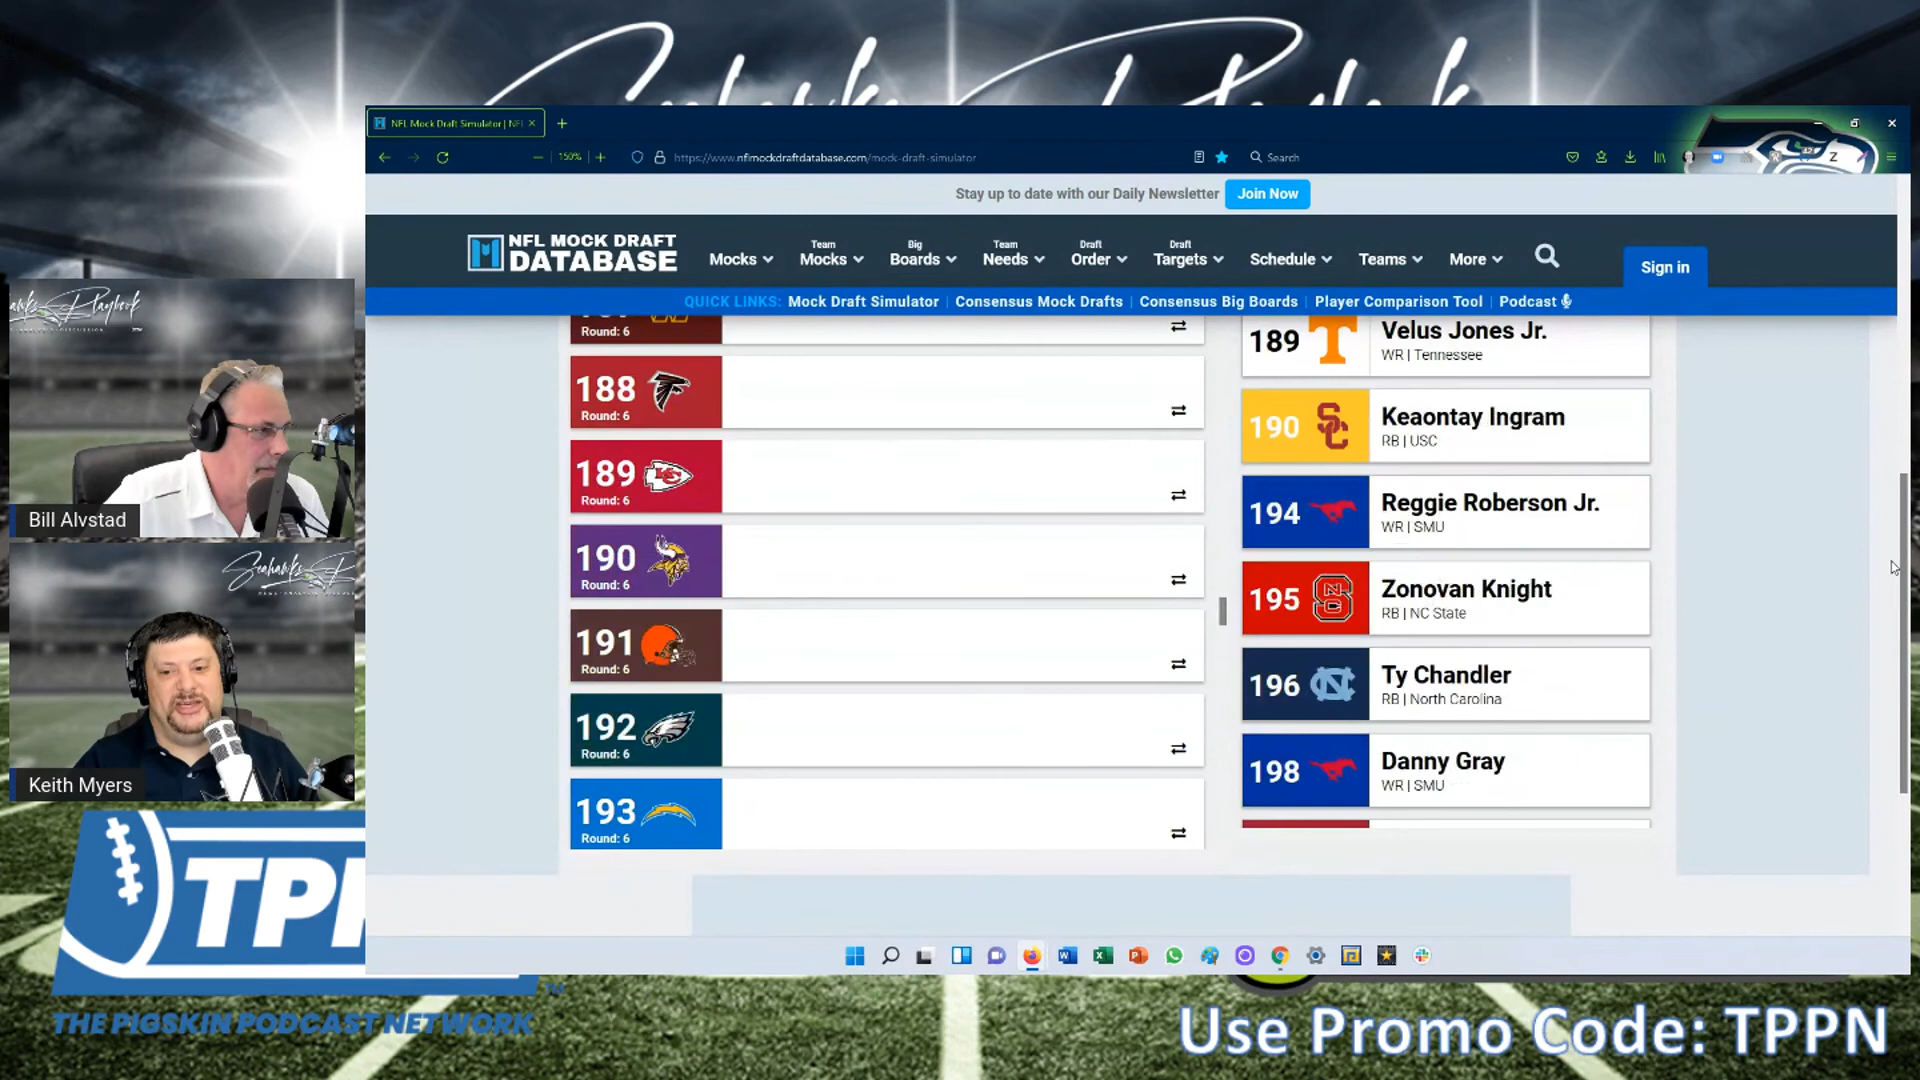 Seahawks Playbook
NFL Mock Draft Simulator | NFL
150%
https://www.nflmockdraftdatabase.com/mock-draft-simulator
Search
Stay up to date with our Daily Newsletter
Join Now
NFL MOCK DRAFT
DATABASE
Mocks
Team
Mocks
Big
Boards
Team
Needs
Draft
Order
Draft
Targets
Schedule
Teams
More
Sign in
QUICK LINKS: Mock Draft Simulator | Consensus Mock Drafts | Consensus Big Boards | Player Comparison Tool | Podcast
Round: 6
188
Round: 6
189
Round: 6
190
Round: 6
191
Round: 6
192
Round: 6
193
Round: 6
189
Velus Jones Jr.
WR | Tennessee
190
Keaontay Ingram
RB | USC
194
Reggie Roberson Jr.
WR | SMU
195
Zonovan Knight
RB | NC State
196
Ty Chandler
RB | North Carolina
198
Danny Gray
WR | SMU
Bill Alvstad
Keith Myers
THE PIGSKIN PODCAST NETWORK
Use Promo Code: TPPN